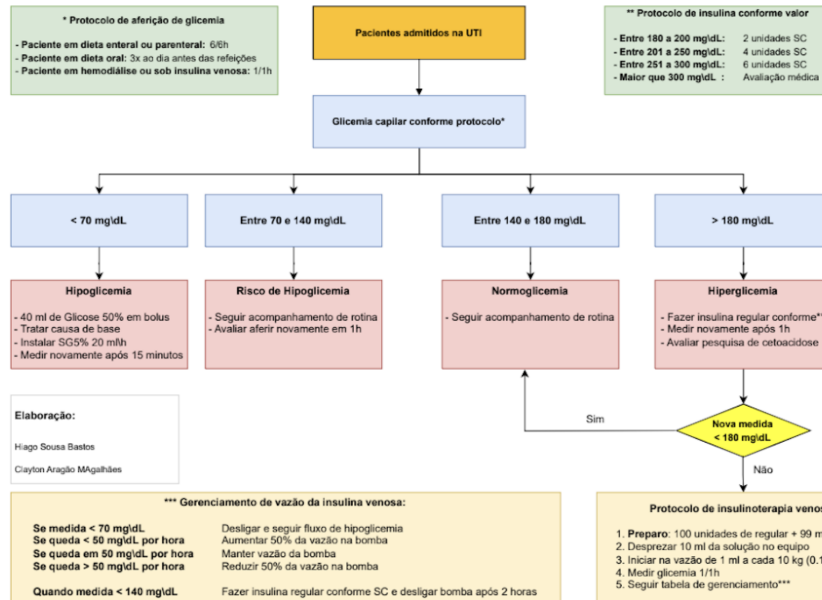 * Protocolo de aferição de glicemia
- Paciente em dieta enteral ou parenteral: 6/6h
- Paciente em dieta oral: 3x ao dia antes das refeições
- Paciente em hemodiálise ou sob insulina venosa: 1/1h
Pacientes admitidos na UTI
** Protocolo de insulina conforme valor
- Entre 180 a 200 mg\dL: 2 unidades SC
- Entre 201 a 250 mg\dL: 4 unidades SC
- Entre 251 a 300 mg\dL: 6 unidades SC
- Maior que 300 mg\dL : Avaliação médica
Glicemia capilar conforme protocolo*
< 70 mg\dL
Entre 70 e 140 mg\dL
Entre 140 e 180 mg\dL
> 180 mg\dL
Hipoglicemia
- 40 ml de Glicose 50% em bolus
- Tratar causa de base
- Instalar SG5% 20 ml\h
- Medir novamente após 15 minutos
Risco de Hipoglicemia
- Seguir acompanhamento de rotina
- Avaliar aferir novamente em 1h
Normoglicemia
- Seguir acompanhamento de rotina
Hiperglicemia
- Fazer insulina regular conforme**
- Medir novamente após 1h
- Avaliar pesquisa de cetoacidose
Sim
Nova medida
< 180 mg\dL
Não
Elaboração:
Hiago Sousa Bastos
Clayton Aragão MAgalhães
*** Gerenciamento de vazão da insulina venosa:
Se medida < 70 mg\dL Desligar e seguir fluxo de hipoglicemia
Se queda < 50 mg\dL por hora Aumentar 50% da vazão na bomba
Se queda em 50 mg\dL por hora Manter vazão da bomba
Se queda > 50 mg\dL por hora Reduzir 50% da vazão na bomba
Quando medida < 140 mg\dL Fazer insulina regular conforme SC e desligar bomba após 2 horas
Protocolo de insulinoterapia venos
1. Preparo: 100 unidades de regular + 99 m
2. Desprezar 10 ml da solução no equipo
3. Iniciar na vazão de 1 ml a cada 10 kg (0.1
4. Medir glicemia 1/1h
5. Seguir tabela de gerenciamento***